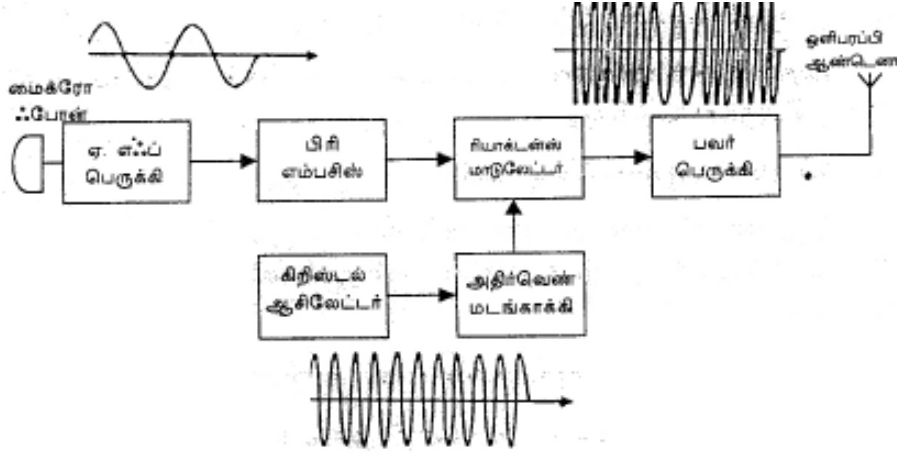 மைக்ரோ
ஃபோன்
ஏ. எஃப்
பெருக்கி
பிரி
எம்பசிஸ்
ரியாக்டன்ஸ்
மாடுலேட்டர்
பவர்
பெருக்கி
ஒளிபரப்பி
ஆண்டெனா
கிறிஸ்டல்
ஆசிலேட்டர்
அதிர்வெண்
மடங்காக்கி